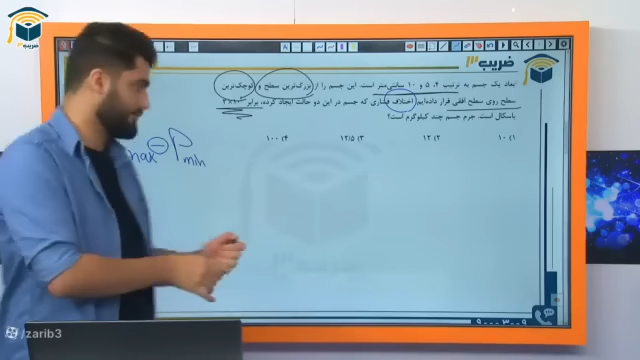 ضریب
ضریب ۳
ابعاد یک جسم به ترتیب ۴، ۵ و ۱۰ سانتی‌متر است. این جسم را از بزرگ‌ترین سطح و کوچک‌ترین
سطح روی سطح افقی قرار داده‌ایم. اختلاف فشاری که جسم در این دو حالت ایجاد کرده، برابر
پاسکال است. جرم جسم چند کیلوگرم است؟
۱) ۱۰ ۲) ۱۲ ۳) ۱۲/۵ ۴) ۱۰۰
max - Pmin
۹۰۰۰۳۰۰۹
/zarib3